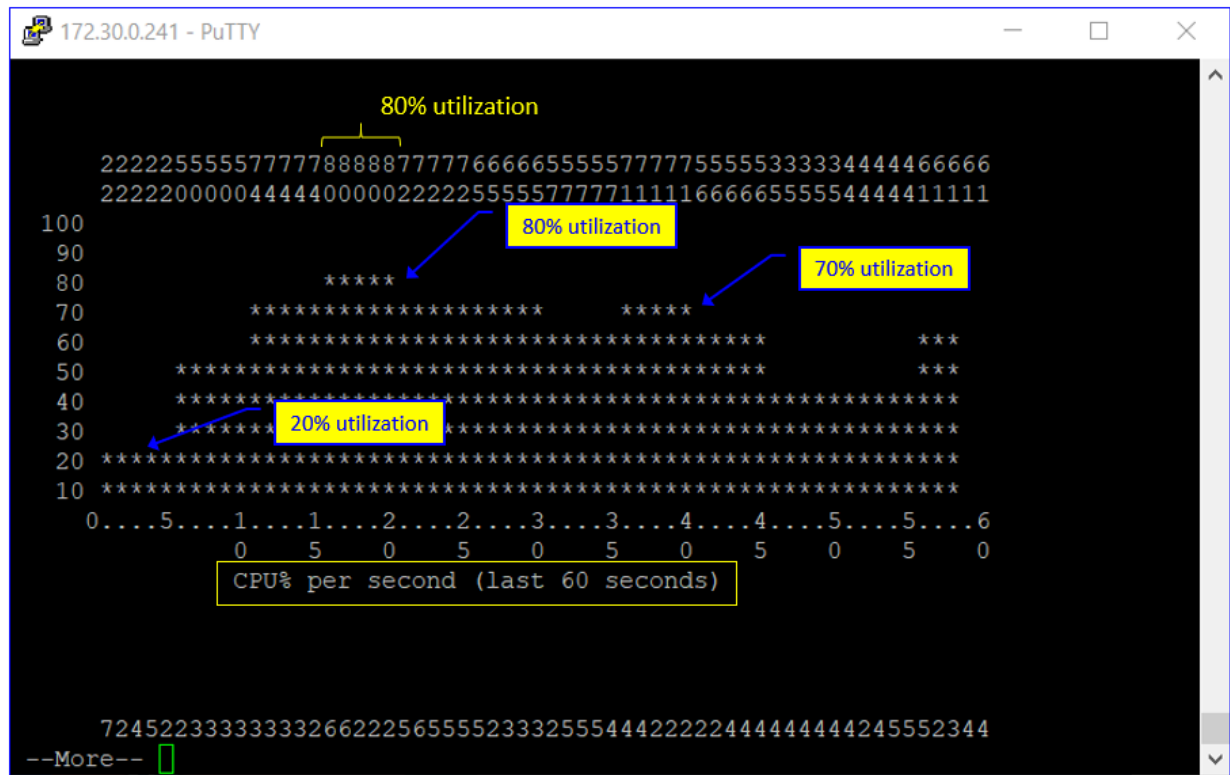 172.30.0.241 - PuTTY
80% utilization
222225555577777888887777766666555557777755555333334444466666
222220000044444000002222255555777771111166666555554444411111
100
90
80% utilization
80 *****
70% utilization
70 ******************** *****
60 *********************************** ***
50 **************************************** ***
40 *****************************************************
20% utilization
30 ******* ***********************************
20 **********************************************************
10 **********************************************************
0....5....1....1....2....2....3....3....4....4....5....5....6
0 5 0 5 0 5 0 5 0 5 0
CPU% per second (last 60 seconds)
724522333333333266222565555233325554442222244444444245552344
--More--